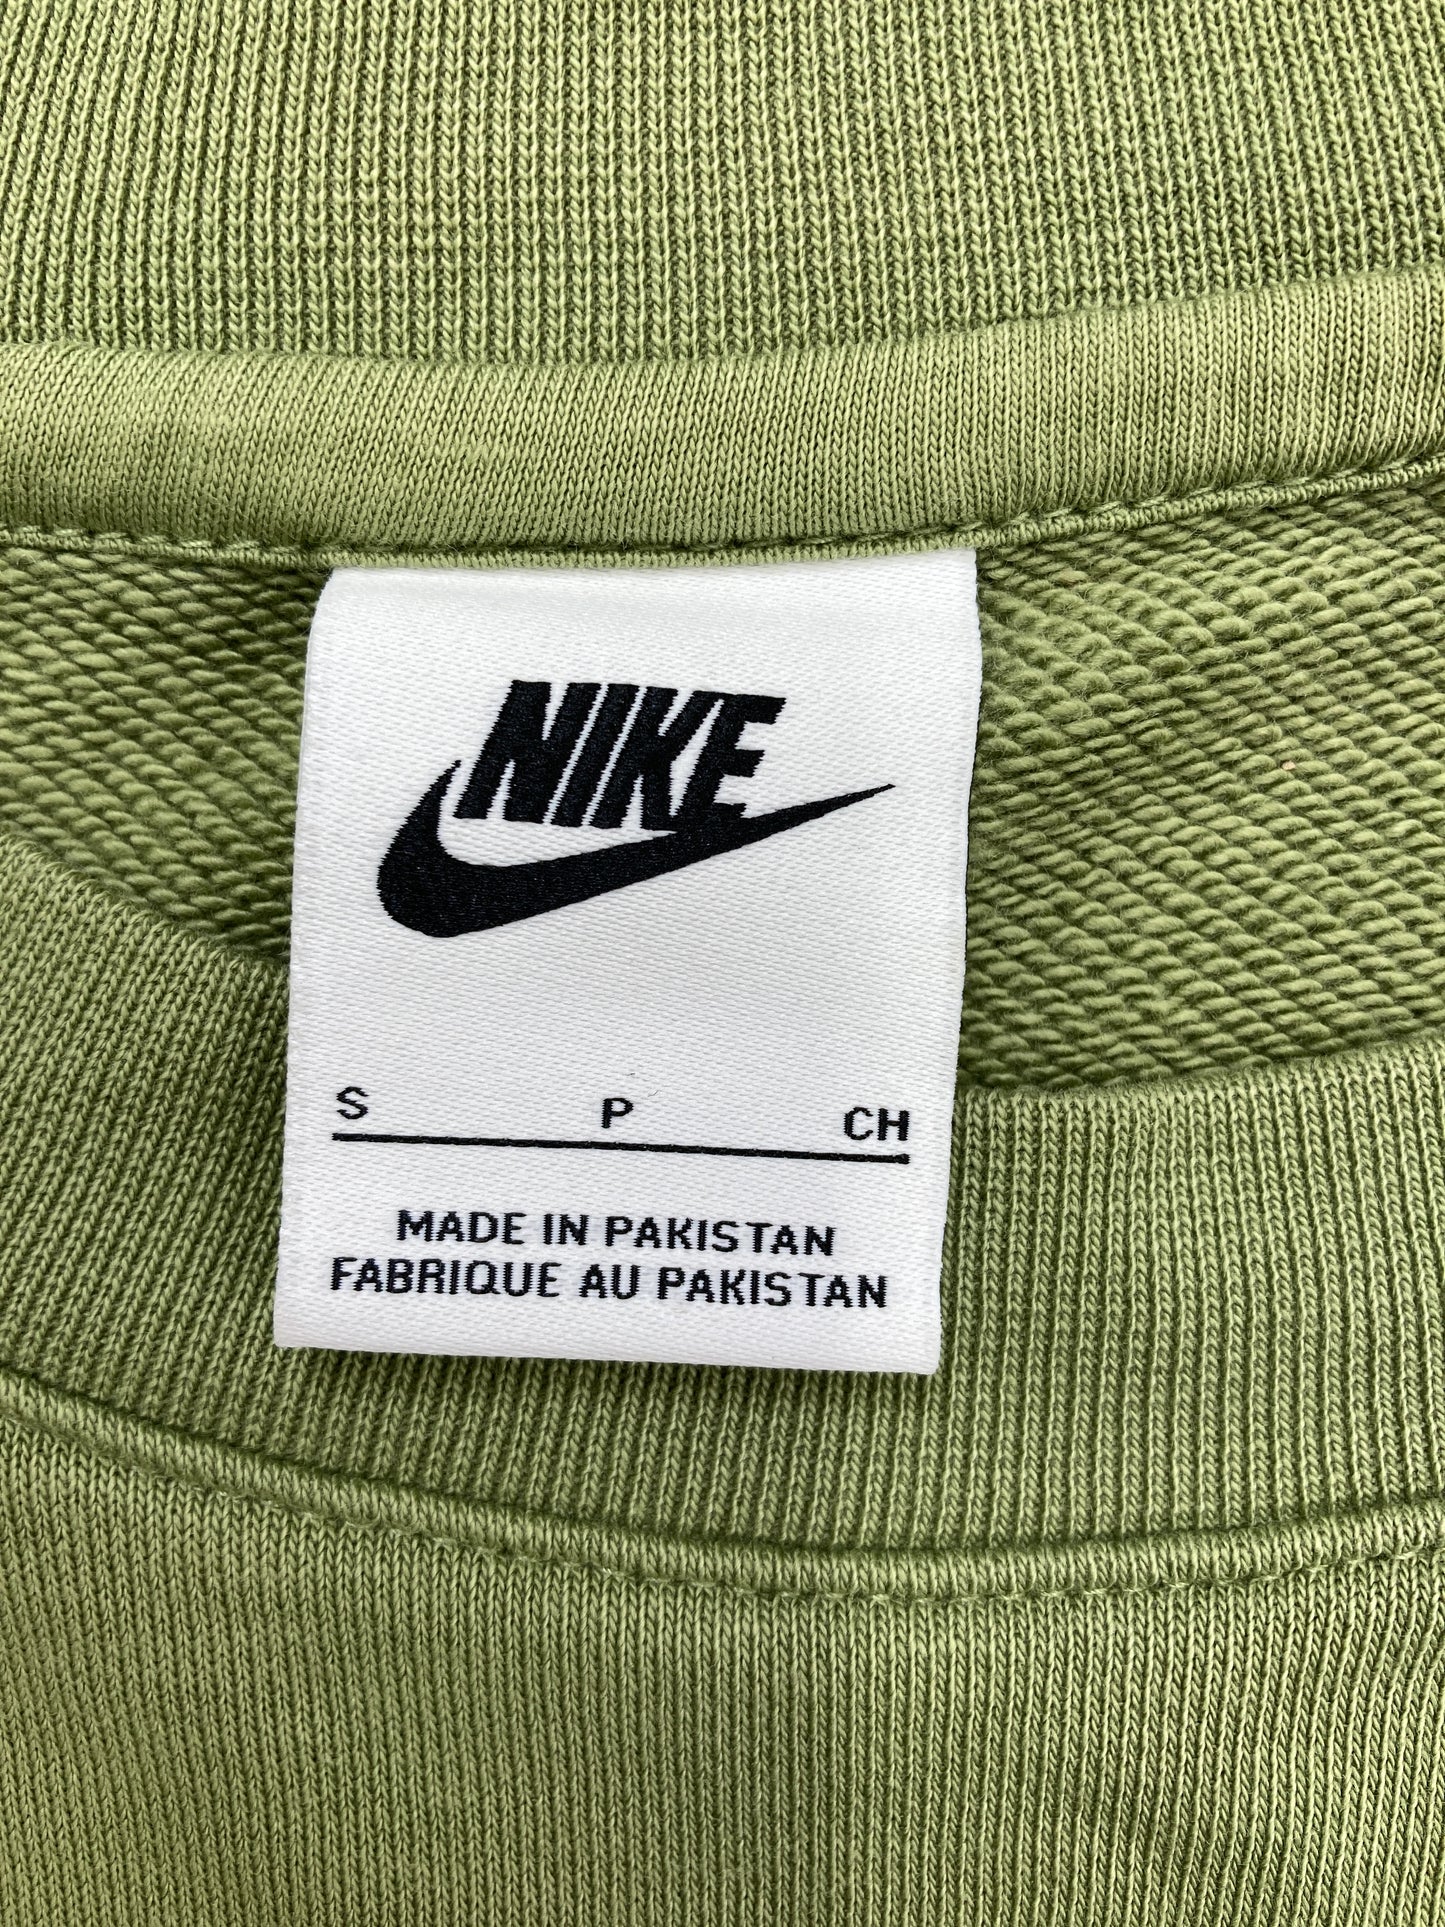 NIKE
S P CH
MADE IN PAKISTAN
FABRIQUE AU PAKISTAN